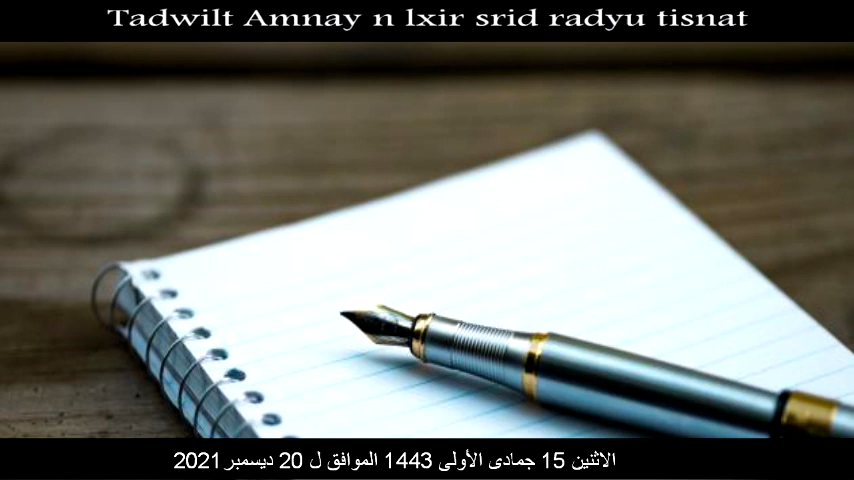 Tadwilt Amnay n lxir srid radyu tisnat
الاثنين 15 جمادى الأولى 1443 الموافق ل 20 ديسمبر 2021